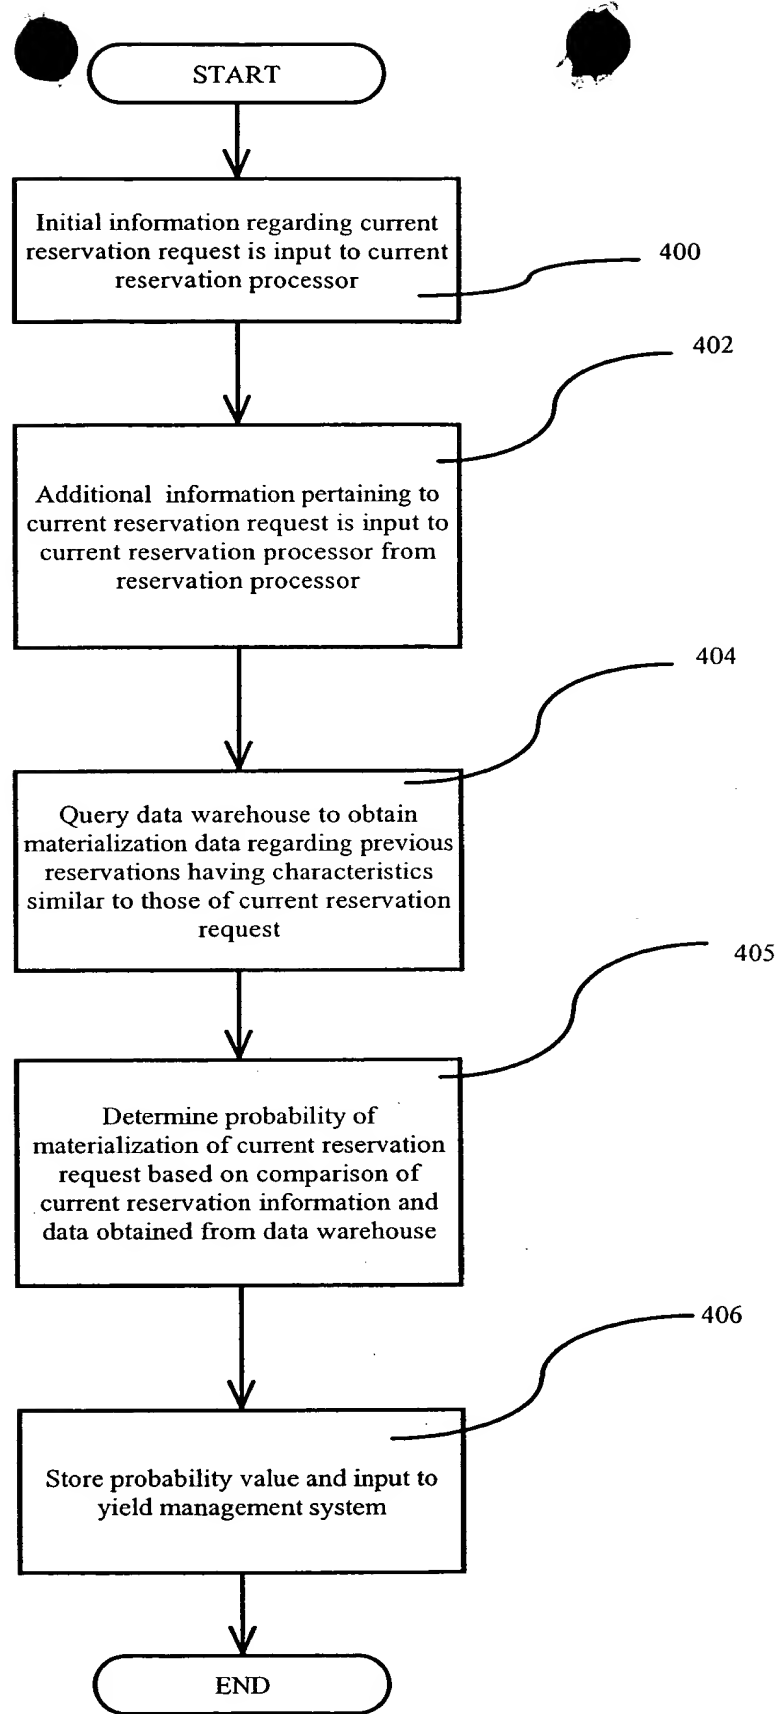 START
Initial information regarding current
reservation request is input to current
reservation processor
400
402
Additional information pertaining to
current reservation request is input to
current reservation processor from
reservation processor
404
Query data warehouse to obtain
materialization data regarding previous
reservations having characteristics
similar to those of current reservation
request
405
Determine probability of
materialization of current reservation
request based on comparison of
current reservation information and
data obtained from data warehouse
406
Store probability value and input to
yield management system
END